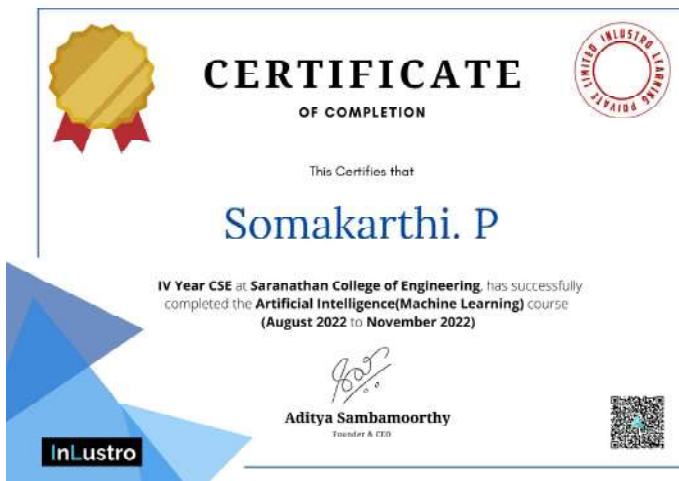 CERTIFICATE
INLUSTRO LEARNING PRIVATE LIMITED
OF COMPLETION
This Certifies that
Somakarthi. P
IV Year CSE at Saranathan College of Engineering, has successfully
completed the Artificial Intelligence(Machine Learning) course
(August 2022 to November 2022)
Aditya Sambamoorthy
Founder & CEO
InLustro